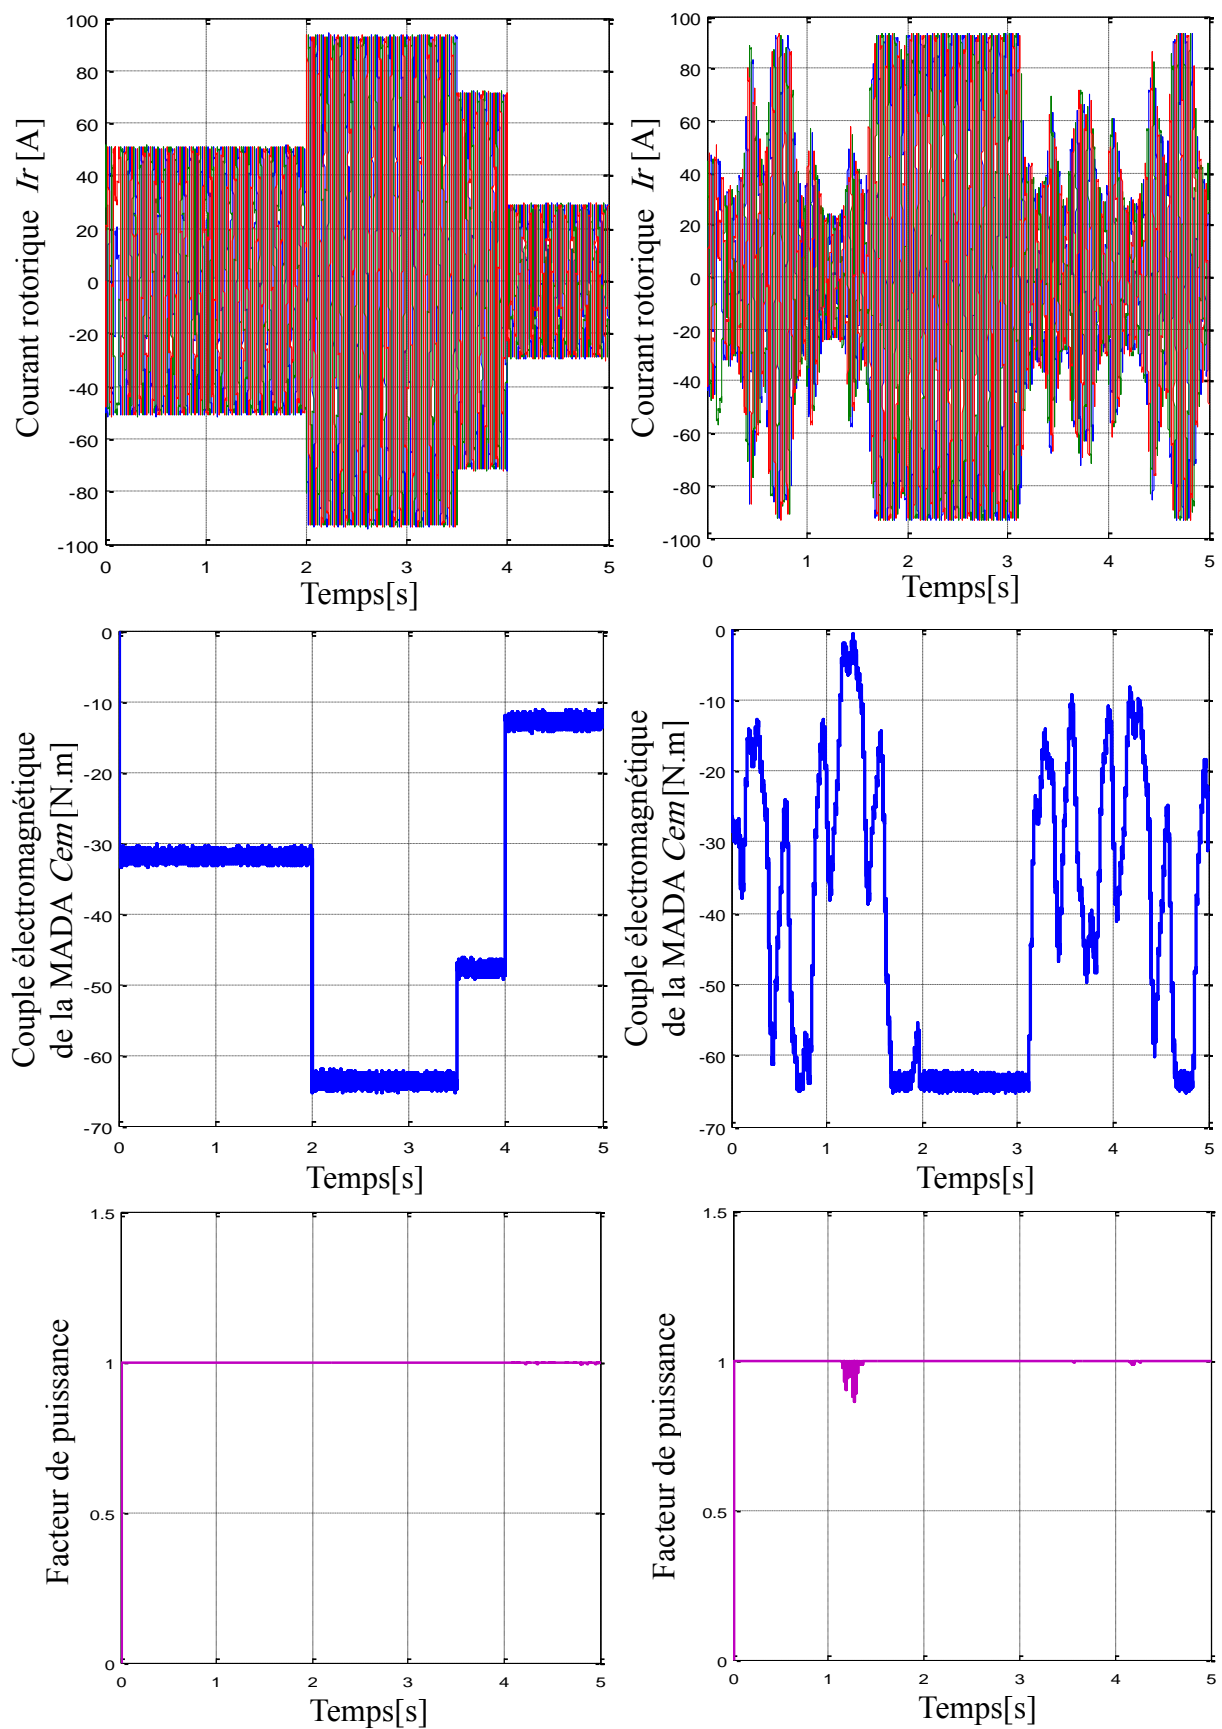 Courant rotorique Ir [A]
100
80
60
40
20
0
-20
-40
-60
-80
-100
0 1 2 3 4 5
Temps[s]
Courant rotorique Ir [A]
100
80
60
40
20
0
-20
-40
-60
-80
-100
0 1 2 3 4 5
Temps[s]
Couple électromagnétique
de la MADA Cem [N.m]
0
-10
-20
-30
-40
-50
-60
-70
0 1 2 3 4 5
Temps[s]
Couple électromagnétique
de la MADA Cem [N.m]
0
-10
-20
-30
-40
-50
-60
-70
0 1 2 3 4 5
Temps[s]
Facteur de puissance
1.5
1
0.5
0
0 1 2 3 4 5
Temps[s]
Facteur de puissance
1.5
1
0.5
0
0 1 2 3 4 5
Temps[s]